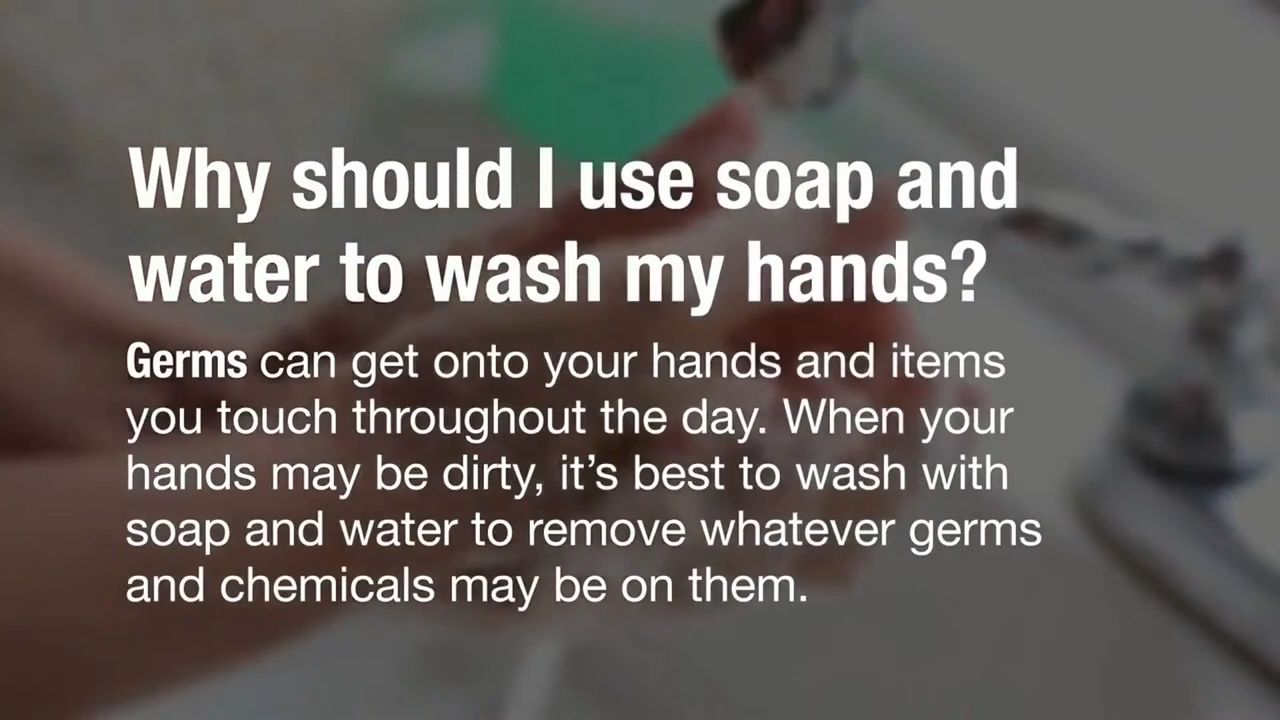 Why should I use soap and
water to wash my hands?
Germs can get onto your hands and items
you touch throughout the day. When your
hands may be dirty, it’s best to wash with
soap and water to remove whatever germs
and chemicals may be on them.